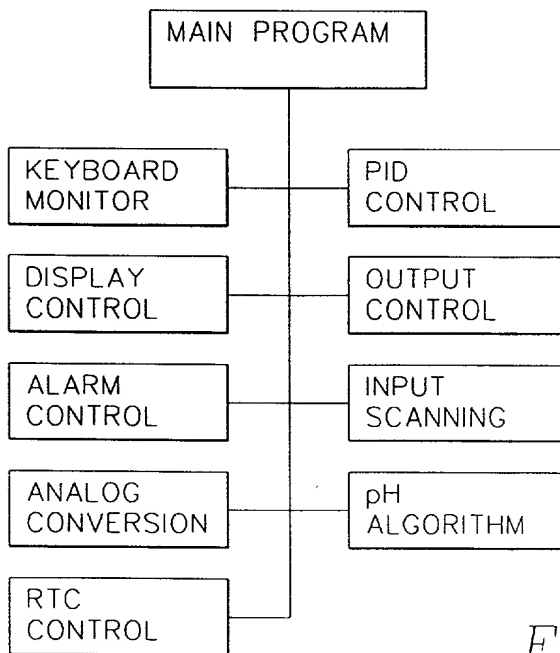 MAIN PROGRAM
KEYBOARD
MONITOR
PID
CONTROL
DISPLAY
CONTROL
OUTPUT
CONTROL
ALARM
CONTROL
INPUT
SCANNING
ANALOG
CONVERSION
pH
ALGORITHM
RTC
CONTROL
F